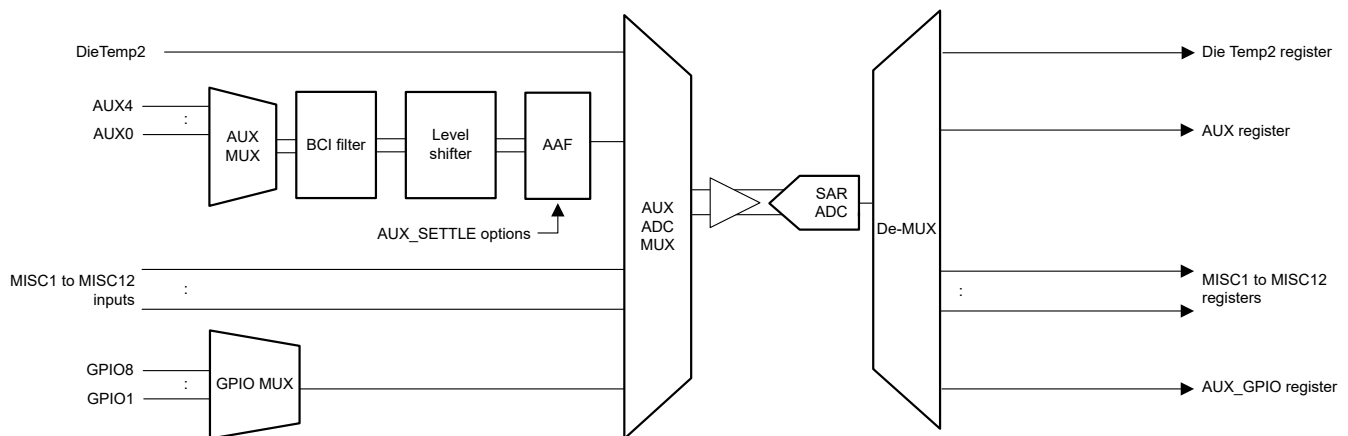 DieTemp2
Die Temp2 register
AUX4
:
AUX0
AUX
MUX
BCI filter
Level
shifter
AAF
AUX register
AUX_SETTLE options
AUX
ADC
MUX
SAR
ADC
De-MUX
MISC1 to MISC12
inputs
:
:
MISC1 to MISC12
registers
GPIO8
:
GPIO1
GPIO MUX
AUX_GPIO register